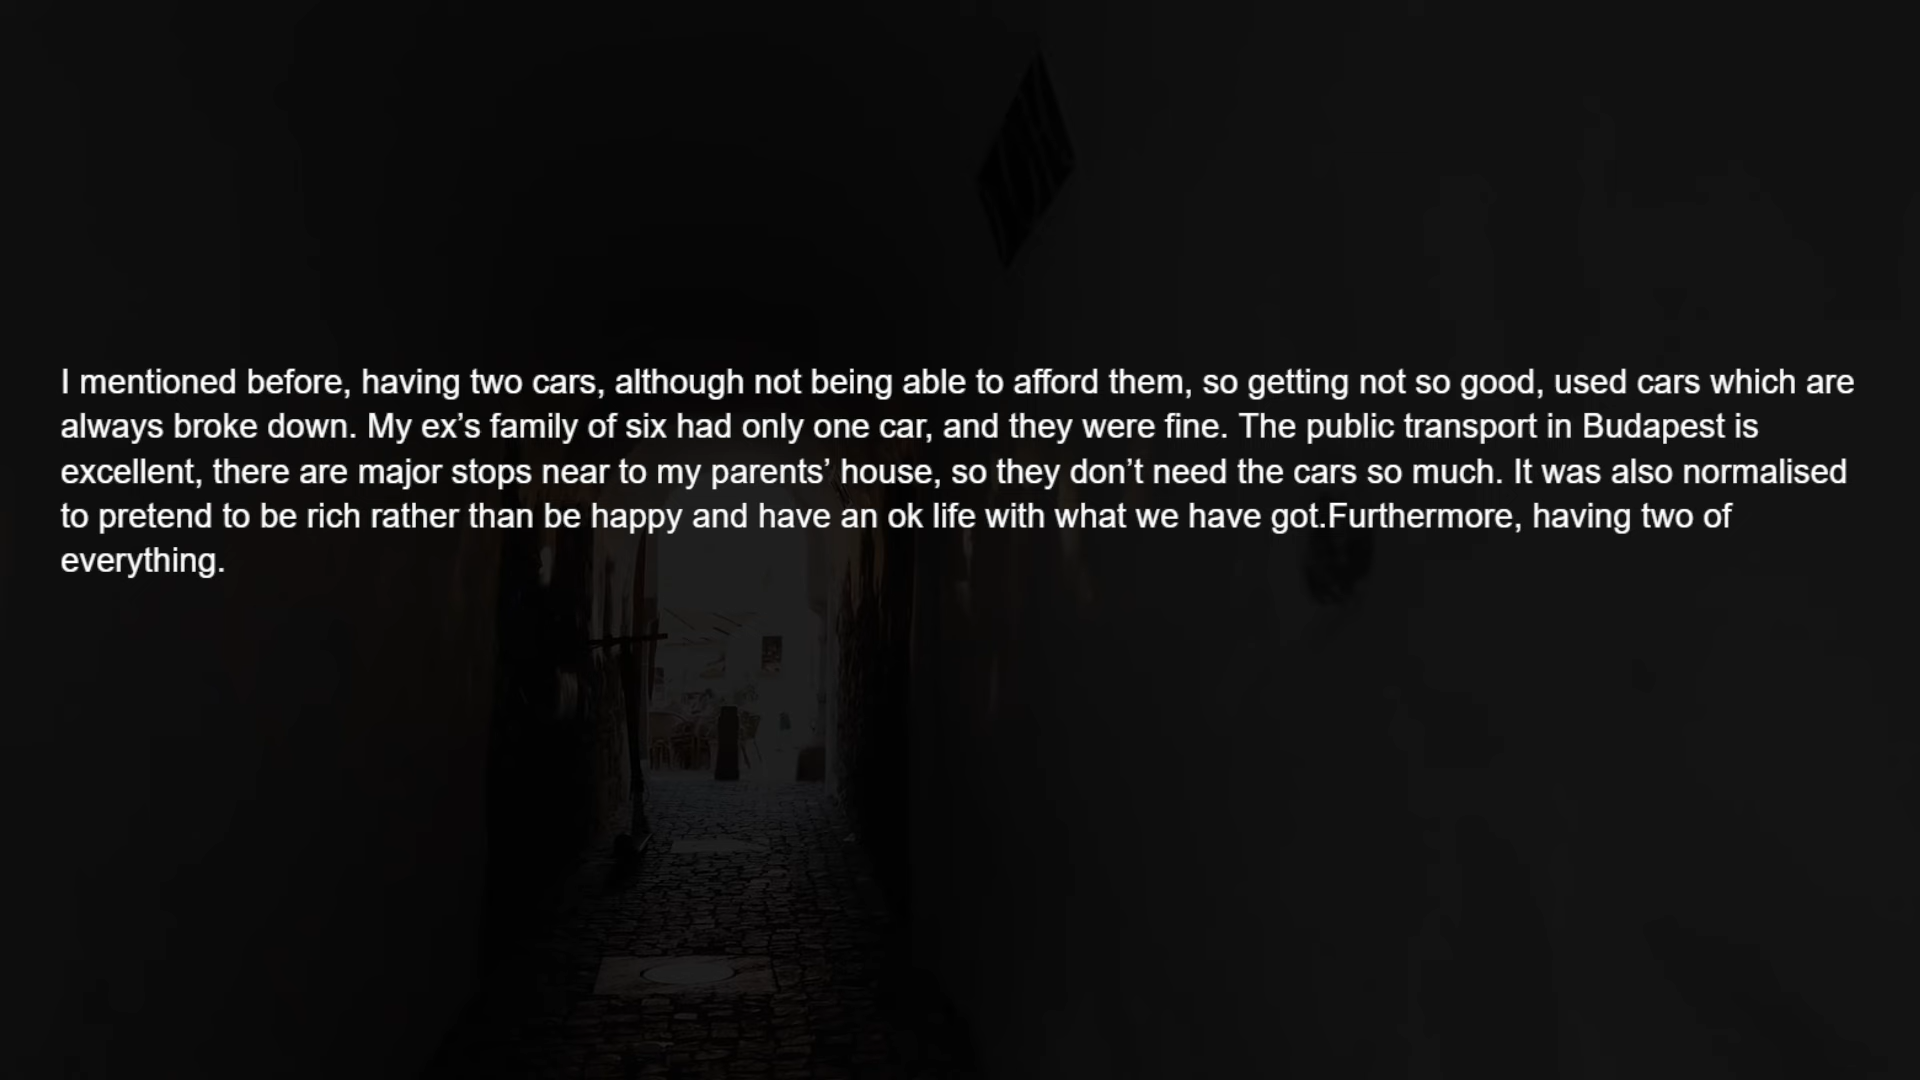 I mentioned before, having two cars, although not being able to afford them, so getting not so good, used cars which are
always broke down. My ex’s family of six had only one car, and they were fine. The public transport in Budapest is
excellent, there are major stops near to my parents’ house, so they don’t need the cars so much. It was also normalised
to pretend to be rich rather than be happy and have an ok life with what we have got.Furthermore, having two of
everything.